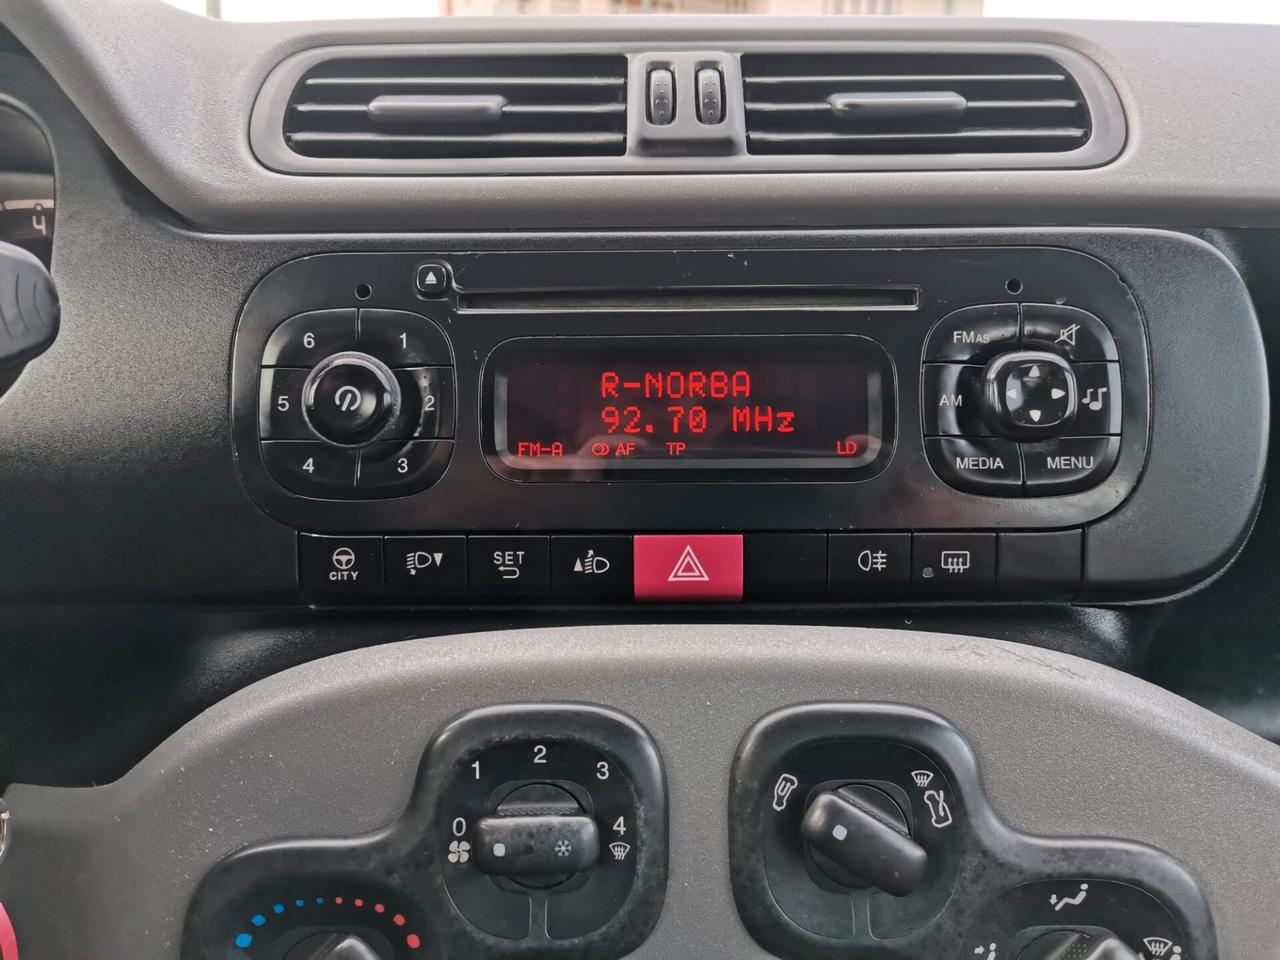 4
6 1
5 2
4 3
R-NORBA
92.70 MHz
FM-A AF TP LD
FMAS
AM
MEDIA MENU
CITY
SET
1 2 3
0 4